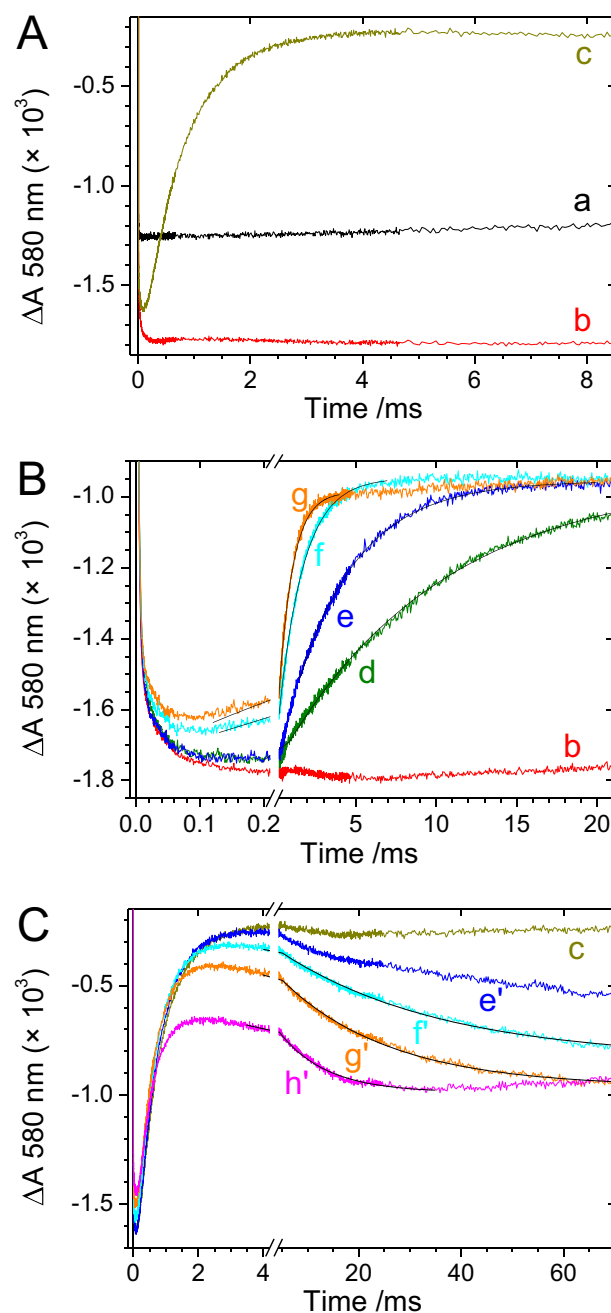 A
-0.5
-1.0
-1.5
ΔA 580 nm (× 10³)
c
a
b
0 2 4 6 8
Time /ms
B
-1.0
-1.2
-1.4
-1.6
-1.8
ΔA 580 nm (× 10³)
g
f
e
d
b
0.0 0.1 0.2 5 10 15 20
Time /ms
C
-0.5
-1.0
-1.5
ΔA 580 nm (× 10³)
c
e'
f'
g'
h'
0 2 4 20 40 60
Time /ms